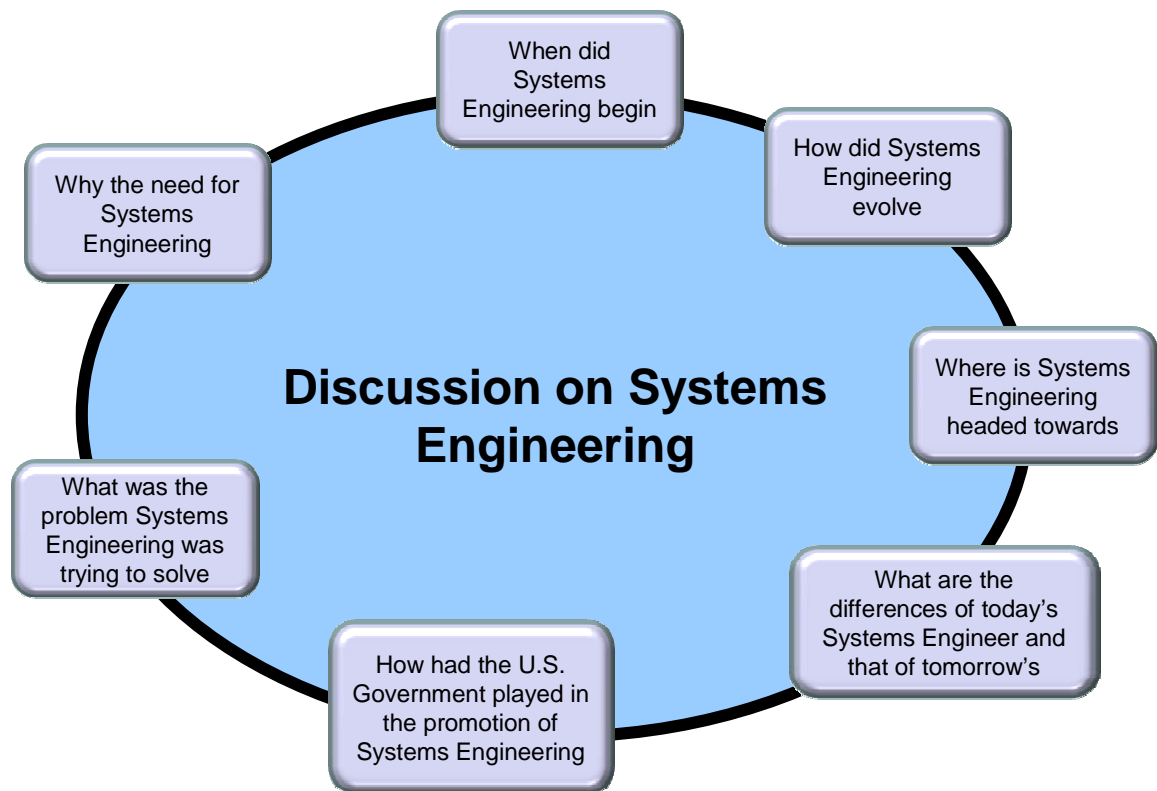 When did
Systems
Engineering begin
How did Systems
Engineering
evolve
Why the need for
Systems
Engineering
Where is Systems
Engineering
headed towards
Discussion on Systems
Engineering
What was the
problem Systems
Engineering was
trying to solve
What are the
differences of today’s
Systems Engineer and
that of tomorrow’s
How had the U.S.
Government played in
the promotion of
Systems Engineering